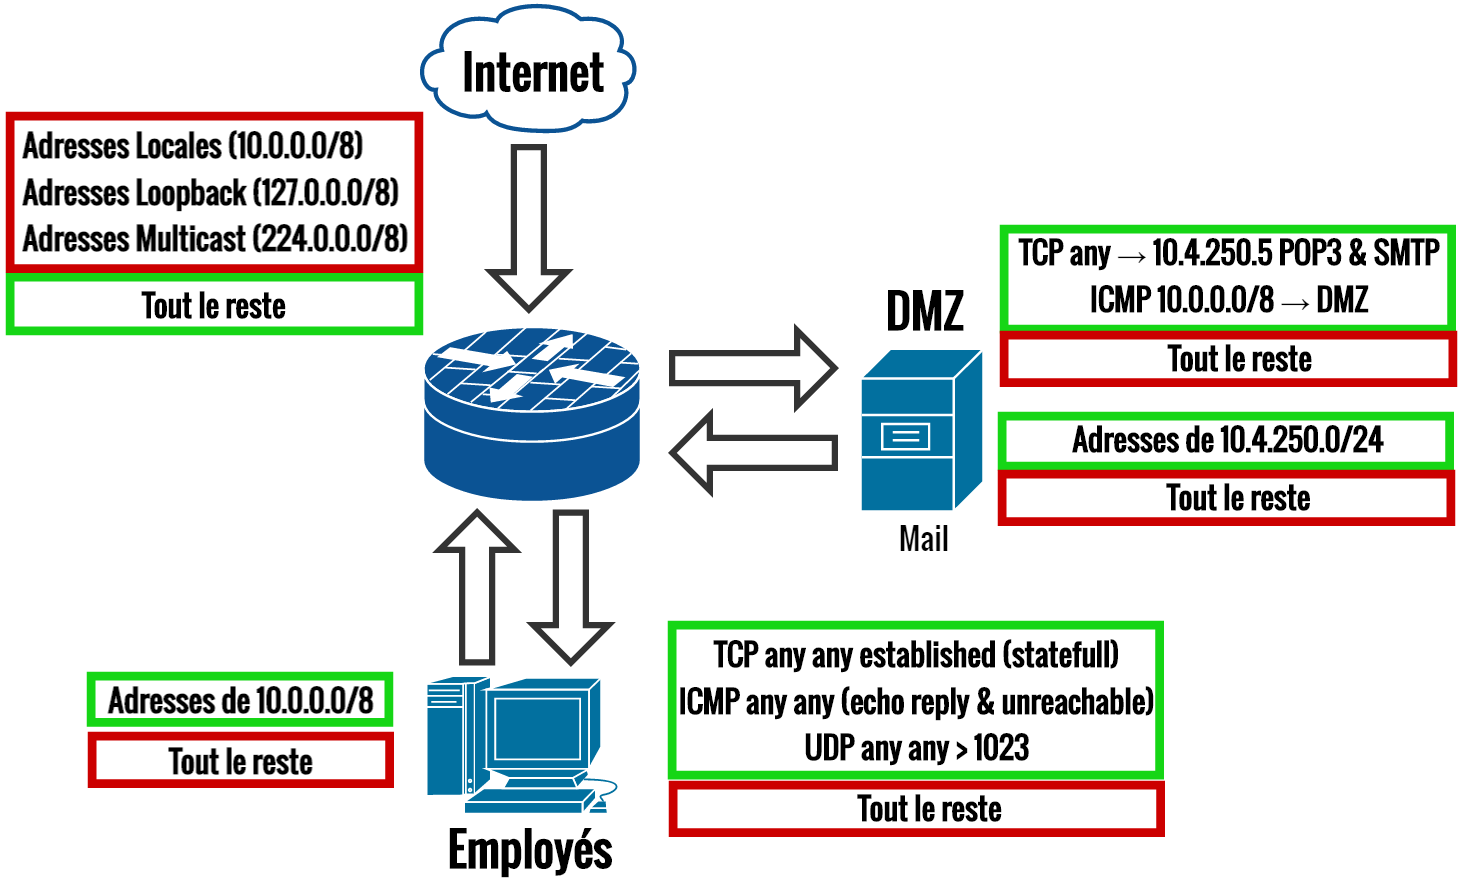 Internet
Adresses Locales (10.0.0.0/8)
Adresses Loopback (127.0.0.0/8)
Adresses Multicast (224.0.0.0/8)
Tout le reste
DMZ
TCP any → 10.4.250.5 POP3 & SMTP
ICMP 10.0.0.0/8 → DMZ
Tout le reste
Adresses de 10.4.250.0/24
Tout le reste
Mail
Adresses de 10.0.0.0/8
Tout le reste
TCP any any established (statefull)
ICMP any any (echo reply & unreachable)
UDP any any > 1023
Tout le reste
Employés